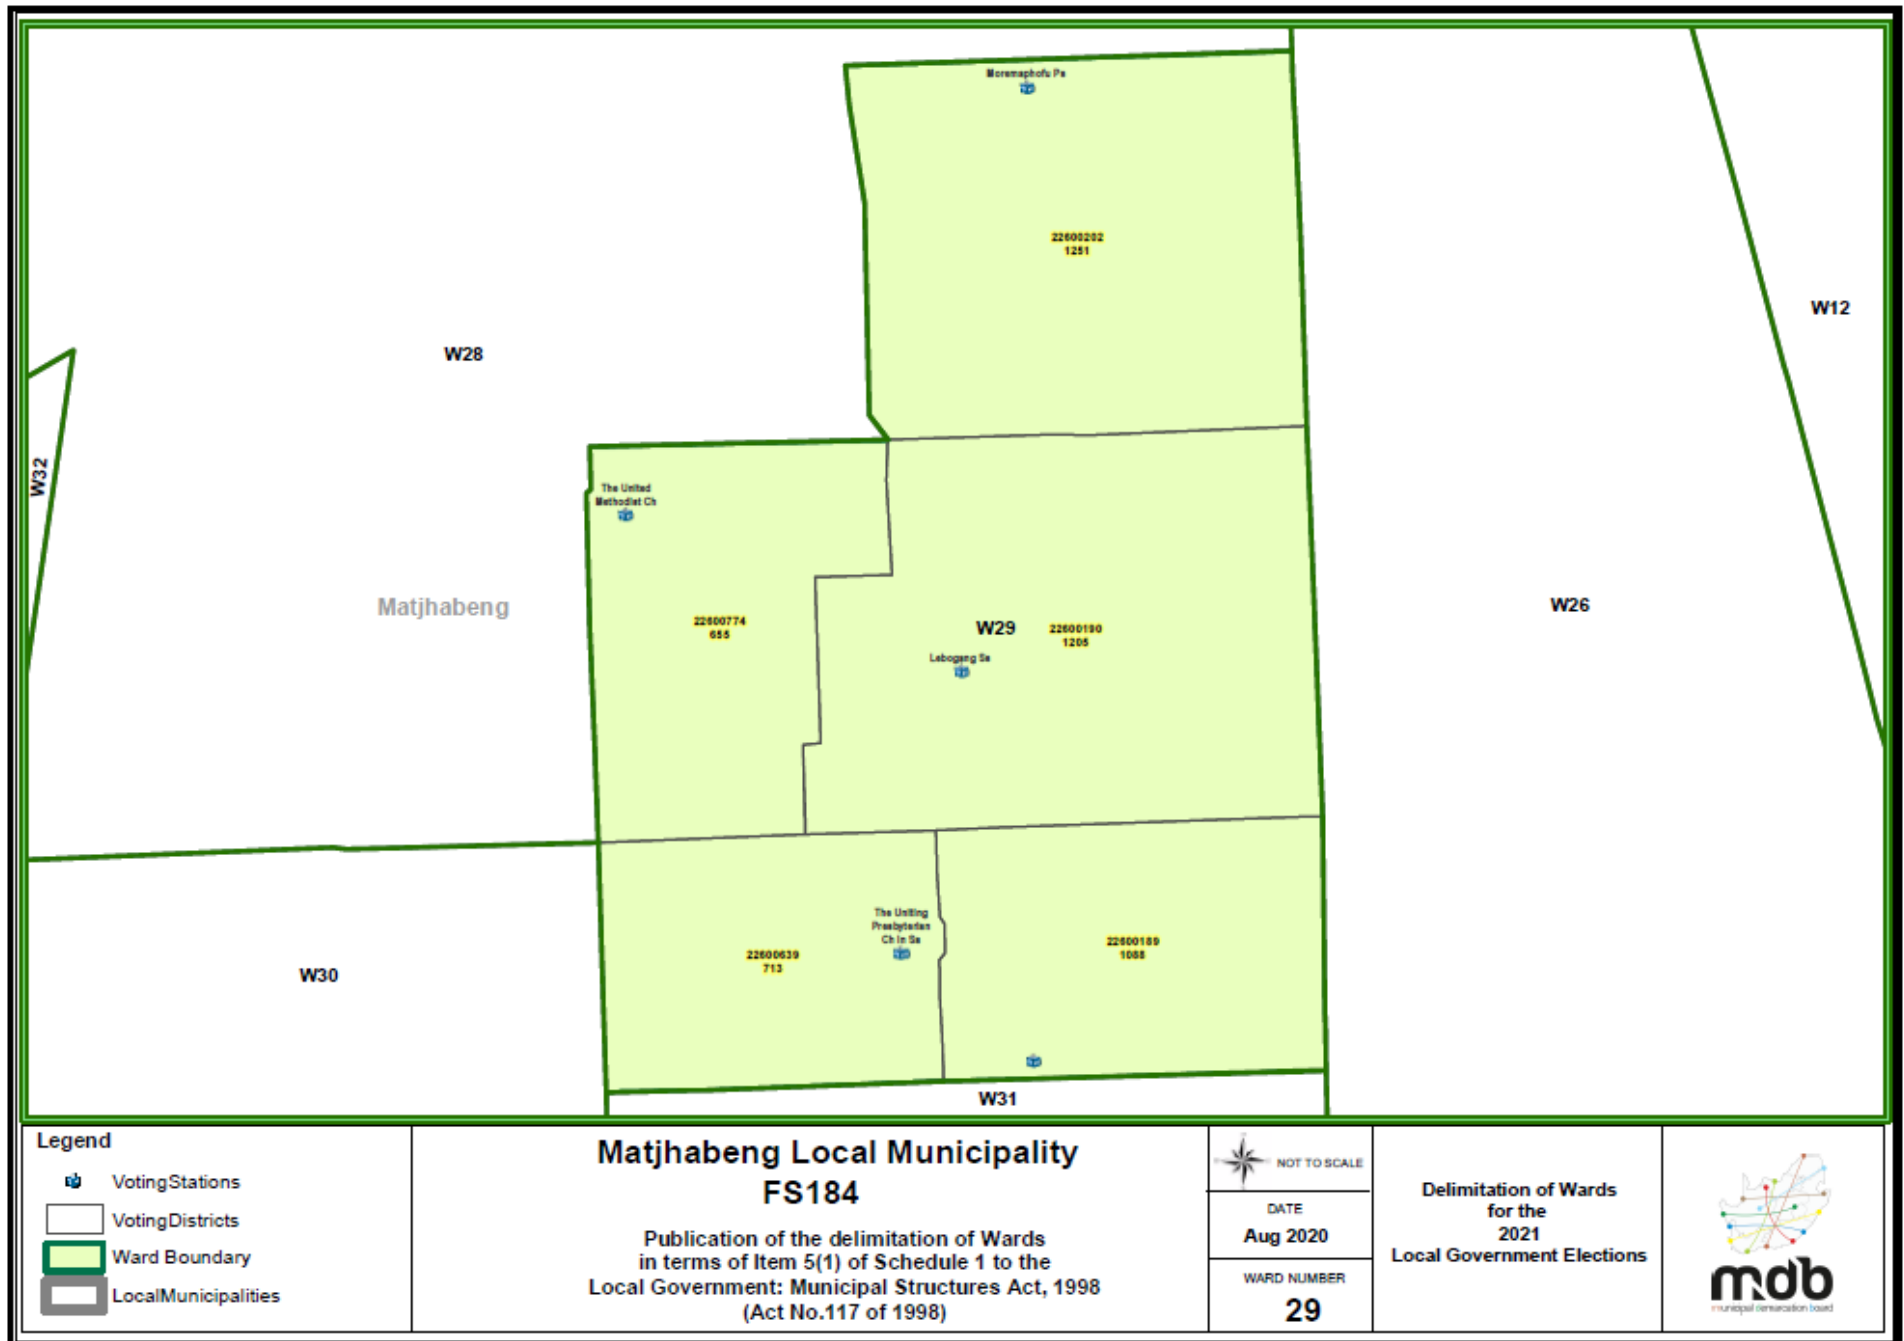 Moremaphofu Ps
22600202
1251
W12
W28
W32
The United
Methodist Ch
Matjhabeng
22600774
655
W29
22600190
1205
Lebogang Ss
W26
The Uniting
Presbyterian
Ch In Sa
22600639
713
22600189
1088
W30
W31
Legend
VotingStations
VotingDistricts
Ward Boundary
LocalMunicipalities
Matjhabeng Local Municipality
FS184
Publication of the delimitation of Wards
in terms of Item 5(1) of Schedule 1 to the
Local Government: Municipal Structures Act, 1998
(Act No.117 of 1998)
NOT TO SCALE
DATE
Aug 2020
WARD NUMBER
29
Delimitation of Wards
for the
2021
Local Government Elections
mdb
municipal demarcation board